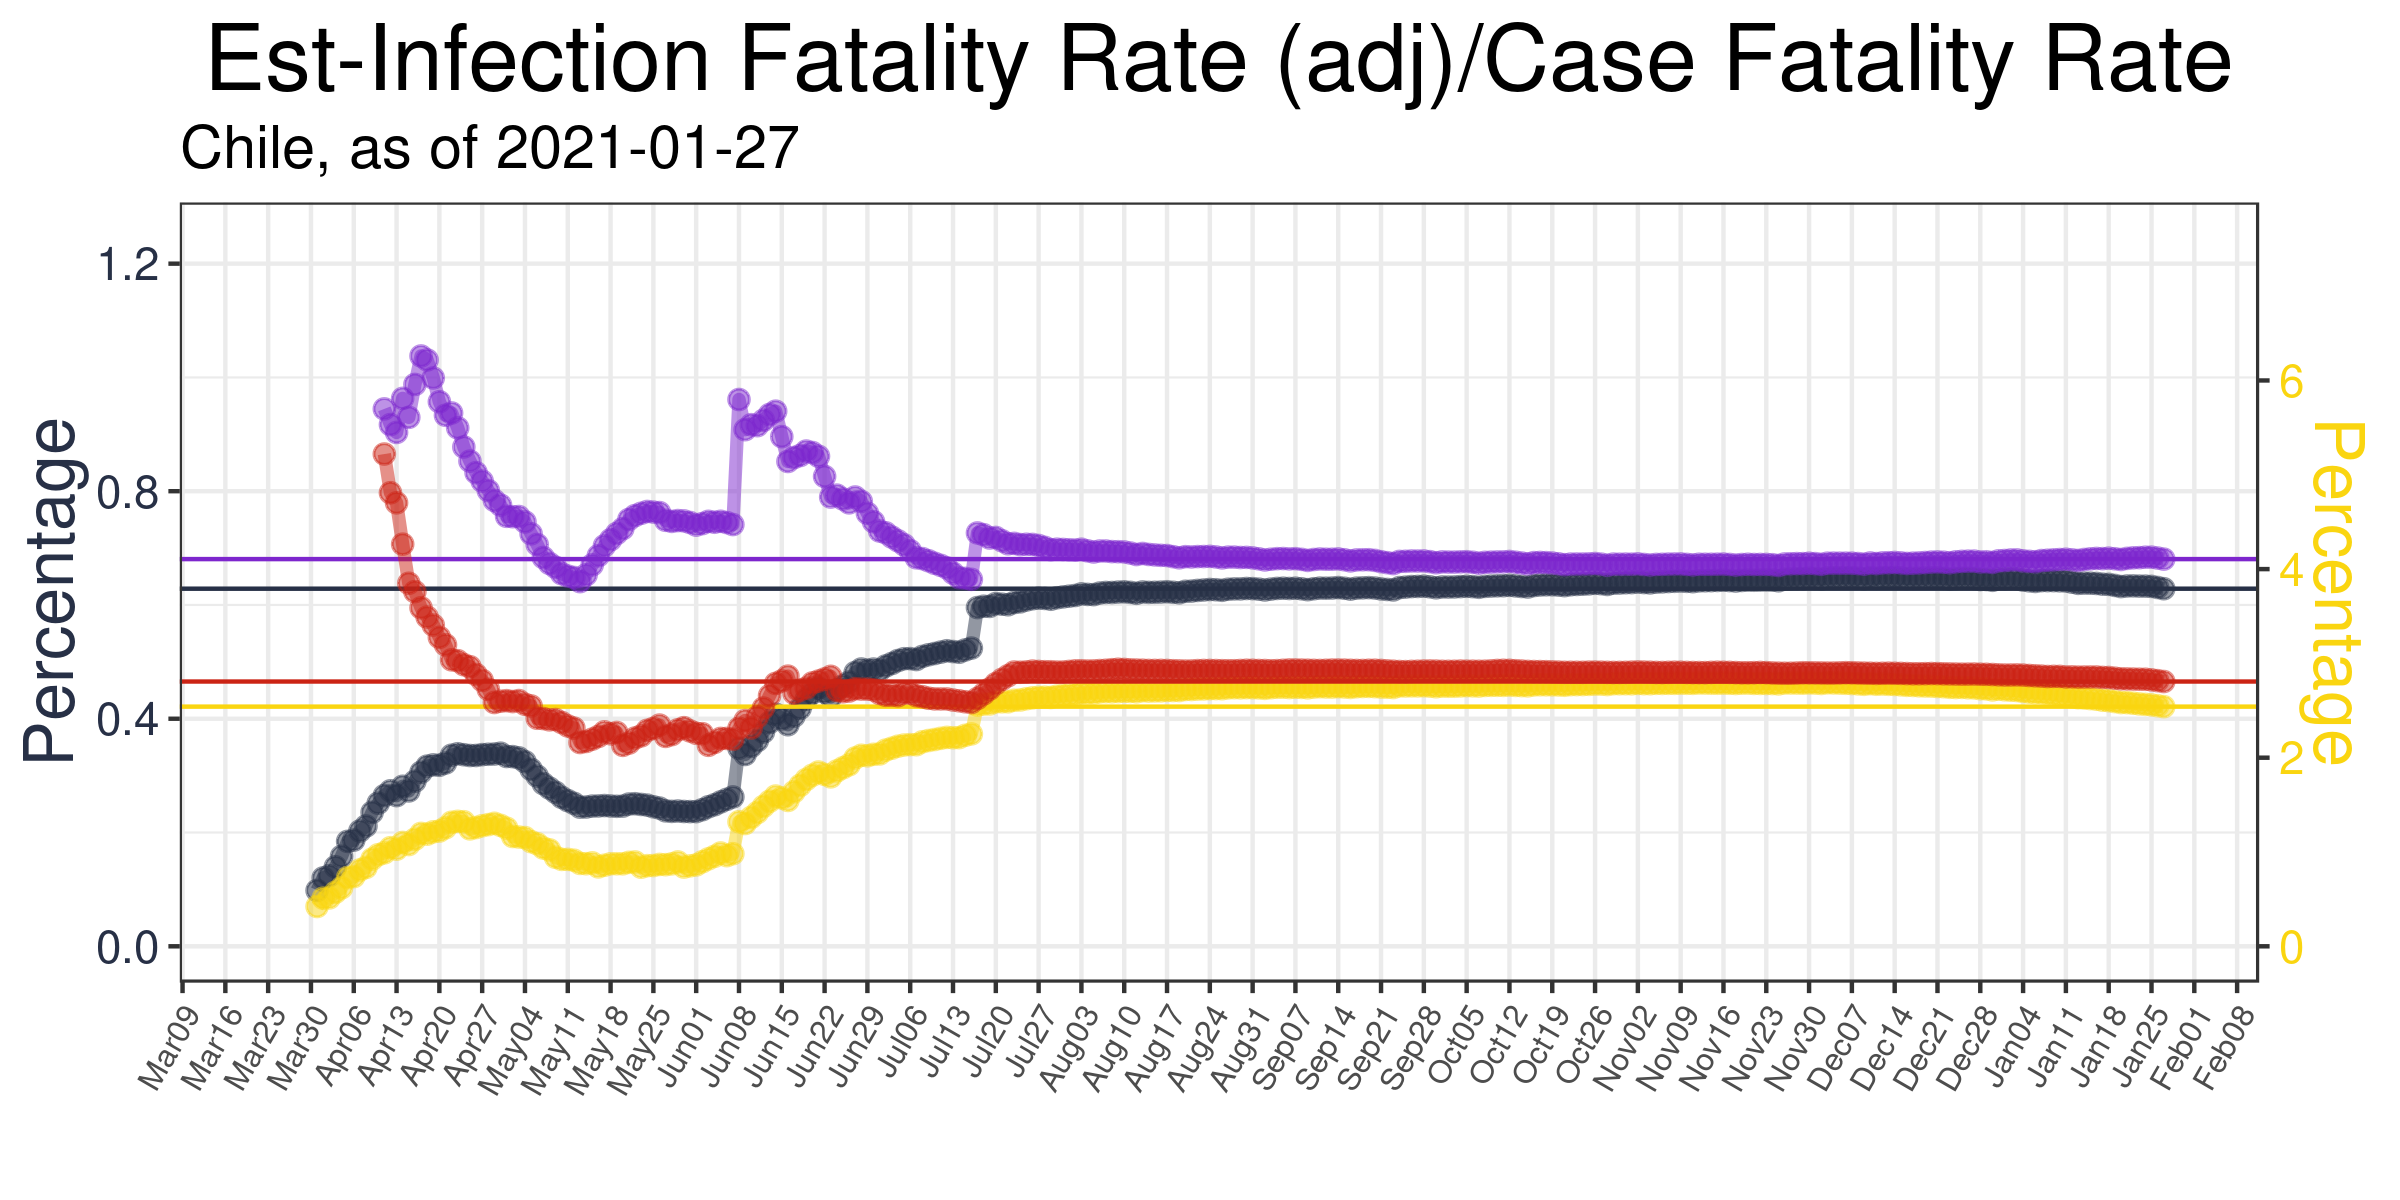 Est-Infection Fatality Rate (adj)/Case Fatality Rate
Chile, as of 2021-01-27
Percentage
1.2
0.8
0.4
0.0
6
4
2
0
Percentage
Mar09
Mar16
Mar23
Mar30
Apr06
Apr13
Apr20
Apr27
May04
May11
May18
May25
Jun01
Jun08
Jun15
Jun22
Jun29
Jul06
Jul13
Jul20
Jul27
Aug03
Aug10
Aug17
Aug24
Aug31
Sep07
Sep14
Sep21
Sep28
Oct05
Oct12
Oct19
Oct26
Nov02
Nov09
Nov16
Nov23
Nov30
Dec07
Dec14
Dec21
Dec28
Jan04
Jan11
Jan18
Jan25
Feb01
Feb08